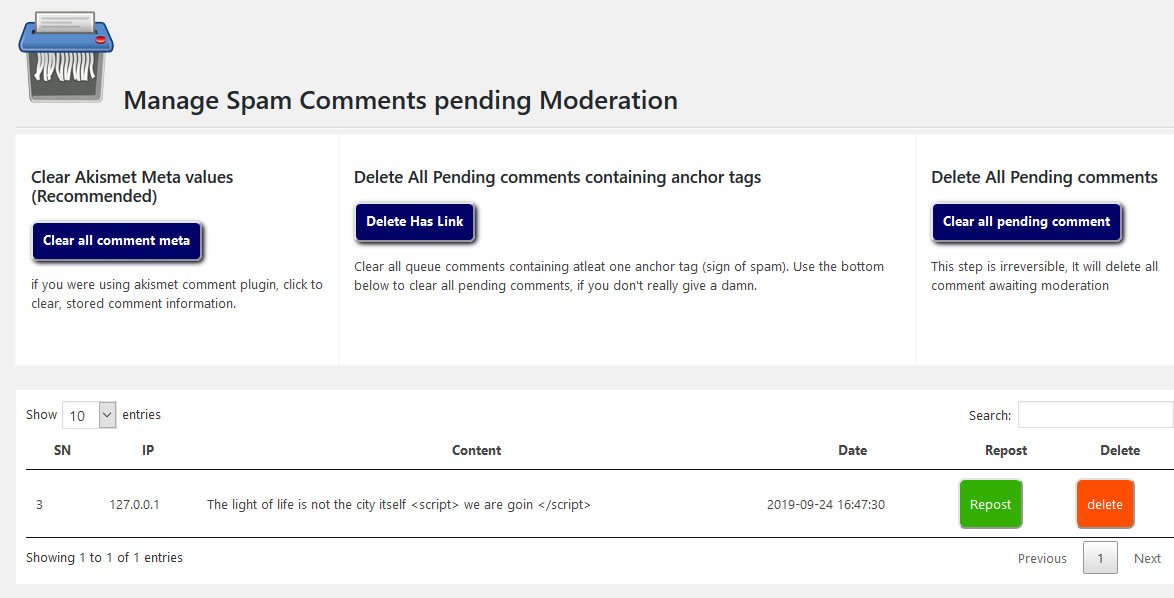 Manage Spam Comments pending Moderation
Clear Akismet Meta values
(Recommended)
Clear all comment meta
if you were using akismet comment plugin, click to
clear, stored comment information.
Delete All Pending comments containing anchor tags
Delete Has Link
Clear all queue comments containing atleat one anchor tag (sign of spam). Use the bottom
below to clear all pending comments, if you don't really give a damn.
Delete All Pending comments
Clear all pending comment
This step is irreversible, It will delete all
comment awaiting moderation
Show 10 entries
Search:
SN IP Content Date Repost Delete
3 127.0.0.1 The light of life is not the city itself <script> we are goin </script> 2019-09-24 16:47:30 Repost delete
Showing 1 to 1 of 1 entries
Previous 1 Next